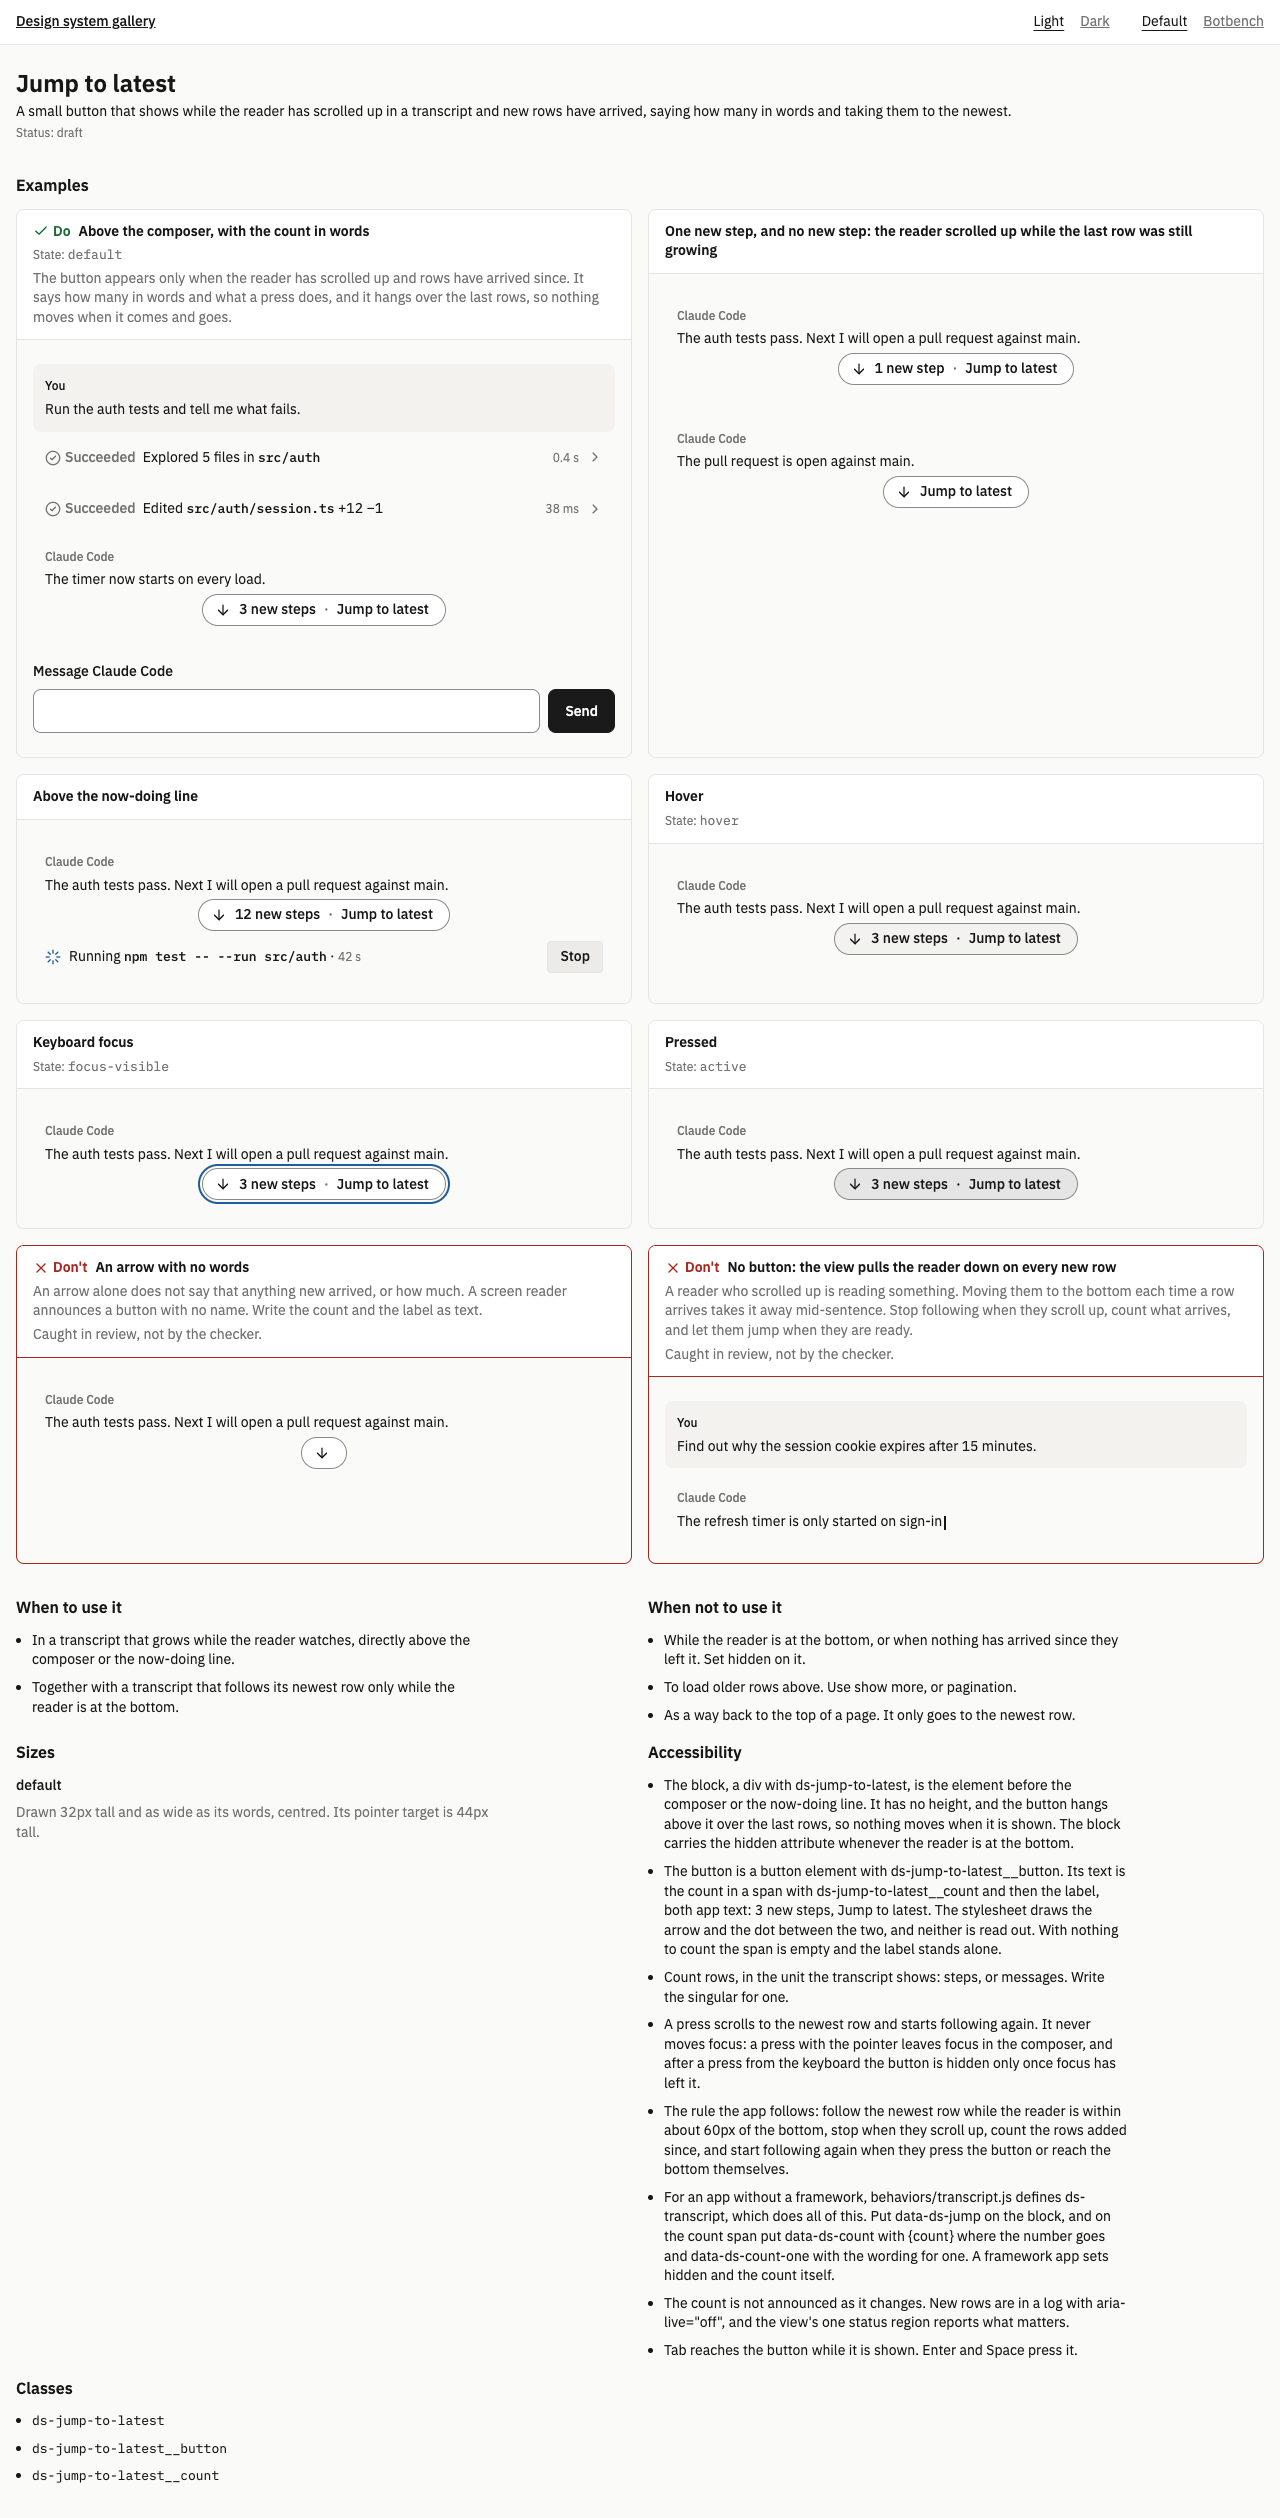 Design system gallery
Light Dark Default Botbench
Jump to latest
A small button that shows while the reader has scrolled up in a transcript and new rows have arrived, saying how many in words and taking them to the newest.
Status: draft
Examples
Do Above the composer, with the count in words
State: default
The button appears only when the reader has scrolled up and rows have arrived since. It
says how many in words and what a press does, and it hangs over the last rows, so nothing
moves when it comes and goes.
You
Run the auth tests and tell me what fails.
Succeeded Explored 5 files in src/auth 0.4 s
Succeeded Edited src/auth/session.ts +12 −1 38 ms
Claude Code
The timer now starts on every load.
3 new steps · Jump to latest
Message Claude Code
Send
One new step, and no new step: the reader scrolled up while the last row was still
growing
Claude Code
The auth tests pass. Next I will open a pull request against main.
1 new step · Jump to latest
Claude Code
The pull request is open against main.
Jump to latest
Above the now-doing line
Claude Code
The auth tests pass. Next I will open a pull request against main.
12 new steps · Jump to latest
Running npm test -- --run src/auth · 42 s
Stop
Hover
State: hover
Claude Code
The auth tests pass. Next I will open a pull request against main.
3 new steps · Jump to latest
Keyboard focus
State: focus-visible
Claude Code
The auth tests pass. Next I will open a pull request against main.
3 new steps · Jump to latest
Pressed
State: active
Claude Code
The auth tests pass. Next I will open a pull request against main.
3 new steps · Jump to latest
Don't An arrow with no words
An arrow alone does not say that anything new arrived, or how much. A screen reader
announces a button with no name. Write the count and the label as text.
Caught in review, not by the checker.
Claude Code
The auth tests pass. Next I will open a pull request against main.
Don't No button: the view pulls the reader down on every new row
A reader who scrolled up is reading something. Moving them to the bottom each time a row
arrives takes it away mid-sentence. Stop following when they scroll up, count what arrives,
and let them jump when they are ready.
Caught in review, not by the checker.
You
Find out why the session cookie expires after 15 minutes.
Claude Code
The refresh timer is only started on sign-in
When to use it
In a transcript that grows while the reader watches, directly above the
composer or the now-doing line.
Together with a transcript that follows its newest row only while the
reader is at the bottom.
When not to use it
While the reader is at the bottom, or when nothing has arrived since they
left it. Set hidden on it.
To load older rows above. Use show more, or pagination.
As a way back to the top of a page. It only goes to the newest row.
Sizes
default
Drawn 32px tall and as wide as its words, centred. Its pointer target is 44px
tall.
Accessibility
The block, a div with ds-jump-to-latest, is the element before the
composer or the now-doing line. It has no height, and the button hangs
above it over the last rows, so nothing moves when it is shown. The block
carries the hidden attribute whenever the reader is at the bottom.
The button is a button element with ds-jump-to-latest__button. Its text is
the count in a span with ds-jump-to-latest__count and then the label,
both app text: 3 new steps, Jump to latest. The stylesheet draws the
arrow and the dot between the two, and neither is read out. With nothing
to count the span is empty and the label stands alone.
Count rows, in the unit the transcript shows: steps, or messages. Write
the singular for one.
A press scrolls to the newest row and starts following again. It never
moves focus: a press with the pointer leaves focus in the composer, and
after a press from the keyboard the button is hidden only once focus has
left it.
The rule the app follows: follow the newest row while the reader is within
about 60px of the bottom, stop when they scroll up, count the rows added
since, and start following again when they press the button or reach the
bottom themselves.
For an app without a framework, behaviors/transcript.js defines ds-
transcript, which does all of this. Put data-ds-jump on the block, and on
the count span put data-ds-count with {count} where the number goes
and data-ds-count-one with the wording for one. A framework app sets
hidden and the count itself.
The count is not announced as it changes. New rows are in a log with aria-
live="off", and the view's one status region reports what matters.
Tab reaches the button while it is shown. Enter and Space press it.
Classes
ds-jump-to-latest
ds-jump-to-latest__button
ds-jump-to-latest__count